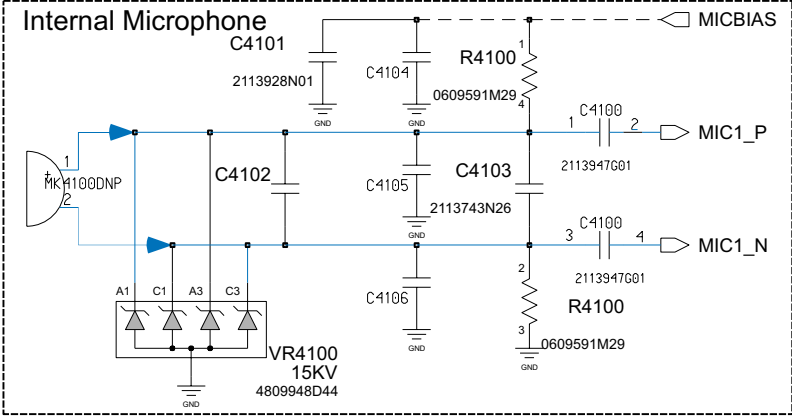 Internal Microphone
MICBIAS
C4101
2113928N01
GND
C4104
GND
R4100
1
4
0609591M29
C4100
1
2
MIC1_P
2113947G01
1
+
MK4100DNP
2
C4102
C4105
GND
C4103
2113743N26
C4100
3
4
MIC1_N
2113947G01
A1
C1
A3
C3
C4106
GND
2
R4100
3
0609591M29
GND
VR4100
15KV
4809948D44
GND